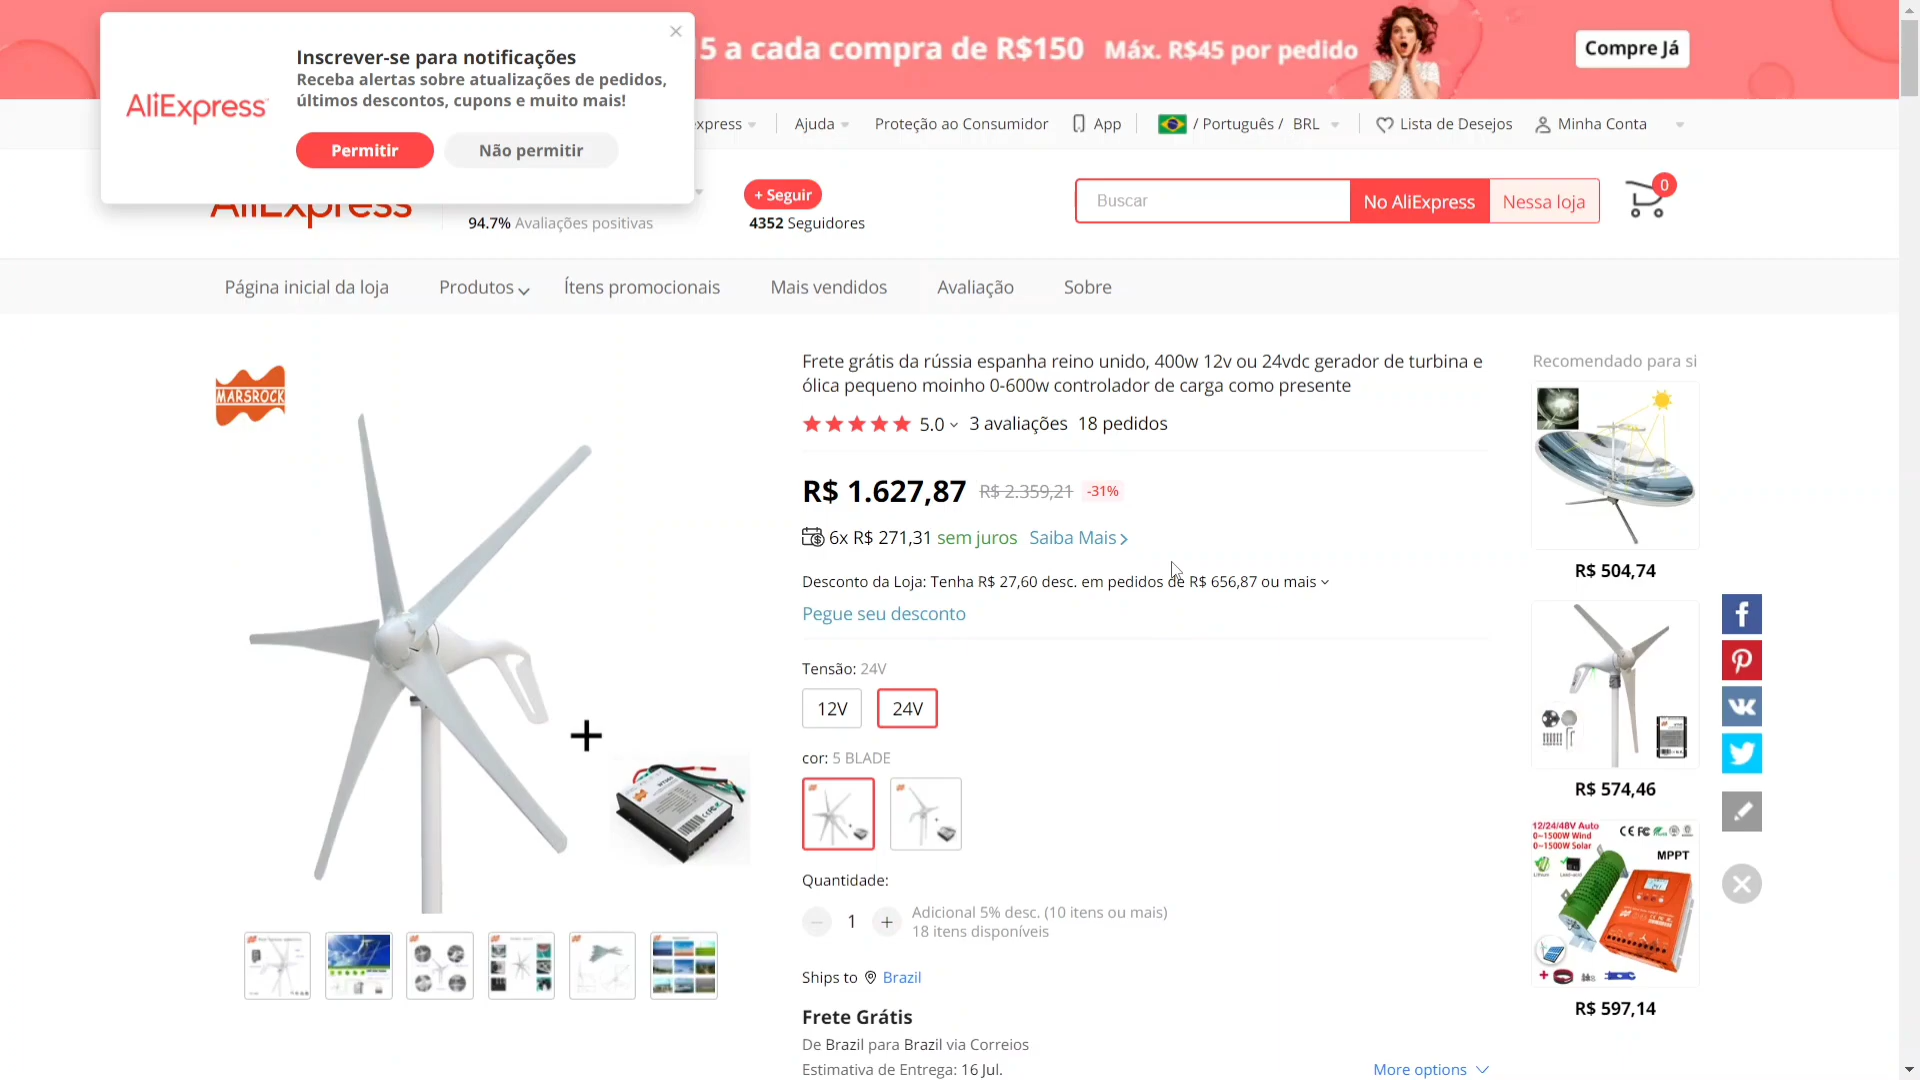 Inscrever-se para notificações
Receba alertas sobre atualizações de pedidos,
últimos descontos, cupons e muito mais!
AliExpress
Permitir
Não permitir
5 a cada compra de R$150
Máx. R$45 por pedido
Compre Já
xpress
Ajuda
Proteção ao Consumidor
App
/ Português / BRL
Lista de Desejos
Minha Conta
AliExpress
94.7% Avaliações positivas
+ Seguir
4352 Seguidores
Buscar
No AliExpress
Nessa loja
0
Página inicial da loja
Produtos
Ítens promocionais
Mais vendidos
Avaliação
Sobre
MARSROCK
Frete grátis da rússia espanha reino unido, 400w 12v ou 24vdc gerador de turbina e
ólica pequeno moinho 0-600w controlador de carga como presente
5.0
3 avaliações
18 pedidos
R$ 1.627,87
R$ 2.359,21
-31%
6x R$ 271,31 sem juros
Saiba Mais
Desconto da Loja: Tenha R$ 27,60 desc. em pedidos de R$ 656,87 ou mais
Pegue seu desconto
Tensão: 24V
12V
24V
cor: 5 BLADE
Quantidade:
1
+
Adicional 5% desc. (10 itens ou mais)
18 itens disponíveis
Ships to
Brazil
Frete Grátis
De Brazil para Brazil via Correios
Estimativa de Entrega: 16 Jul.
More options
Recomendado para si
R$ 504,74
R$ 574,46
12/24/48V Auto
0~1500W Wind
0~1500W Solar
MPPT
R$ 597,14